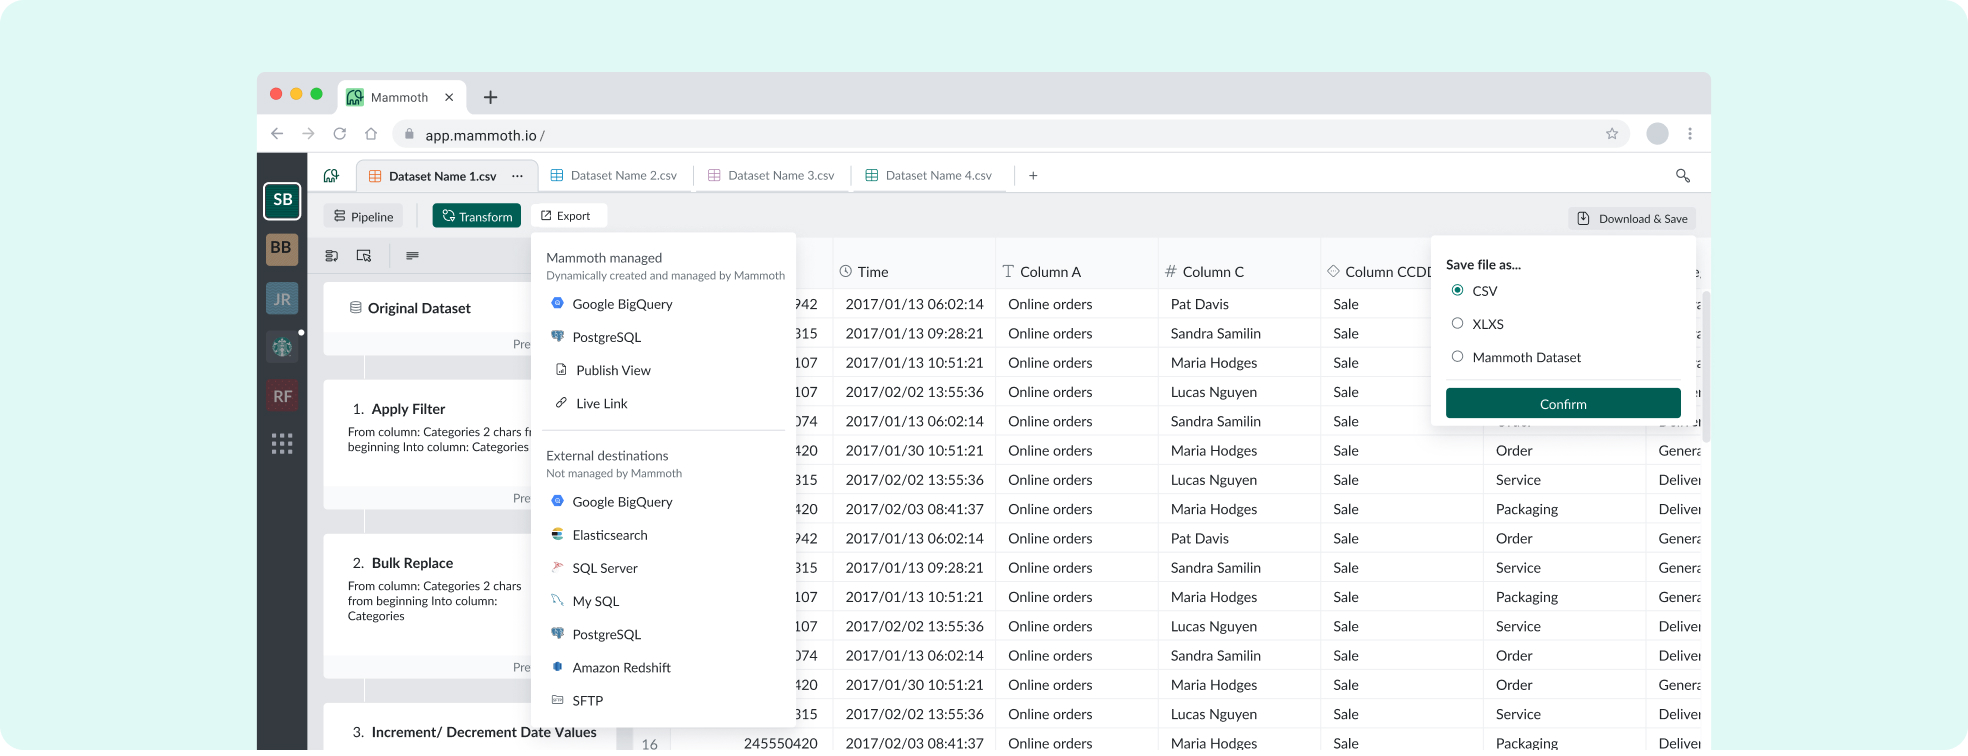 Mammoth
app.mammoth.io /
SB
BB
JR
RF
Dataset Name 1.csv
Dataset Name 2.csv
Dataset Name 3.csv
Dataset Name 4.csv
Pipeline
Transform
Export
Download & Save
Original Dataset
Pre
1. Apply Filter
From column: Categories 2 chars fr
beginning Into column: Categories
Pre
2. Bulk Replace
From column: Categories 2 chars
from beginning Into column:
Categories
Pre
3. Increment/ Decrement Date Values
Mammoth managed
Dynamically created and managed by Mammoth
Google BigQuery
PostgreSQL
Publish View
Live Link
External destinations
Not managed by Mammoth
Google BigQuery
Elasticsearch
SQL Server
My SQL
PostgreSQL
Amazon Redshift
SFTP
Time Column A Column C Column CCDD
942 2017/01/13 06:02:14 Online orders Pat Davis Sale
315 2017/01/13 09:28:21 Online orders Sandra Samilin Sale
107 2017/01/13 10:51:21 Online orders Maria Hodges Sale
107 2017/02/02 13:55:36 Online orders Lucas Nguyen Sale
074 2017/01/13 06:02:14 Online orders Sandra Samilin Sale Order Deliver
420 2017/01/30 10:51:21 Online orders Maria Hodges Sale Order Genera
315 2017/02/02 13:55:36 Online orders Lucas Nguyen Sale Service Deliver
420 2017/02/03 08:41:37 Online orders Maria Hodges Sale Packaging Deliver
942 2017/01/13 06:02:14 Online orders Pat Davis Sale Order Genera
315 2017/01/13 09:28:21 Online orders Sandra Samilin Sale Service Deliver
107 2017/01/13 10:51:21 Online orders Maria Hodges Sale Packaging Genera
107 2017/02/02 13:55:36 Online orders Lucas Nguyen Sale Service Deliver
074 2017/01/13 06:02:14 Online orders Sandra Samilin Sale Order Deliver
420 2017/01/30 10:51:21 Online orders Maria Hodges Sale Order Genera
315 2017/02/02 13:55:36 Online orders Lucas Nguyen Sale Service Deliver
16 245550420 2017/02/03 08:41:37 Online orders Maria Hodges Sale Packaging Deliver
Save file as...
CSV
XLXS
Mammoth Dataset
Confirm